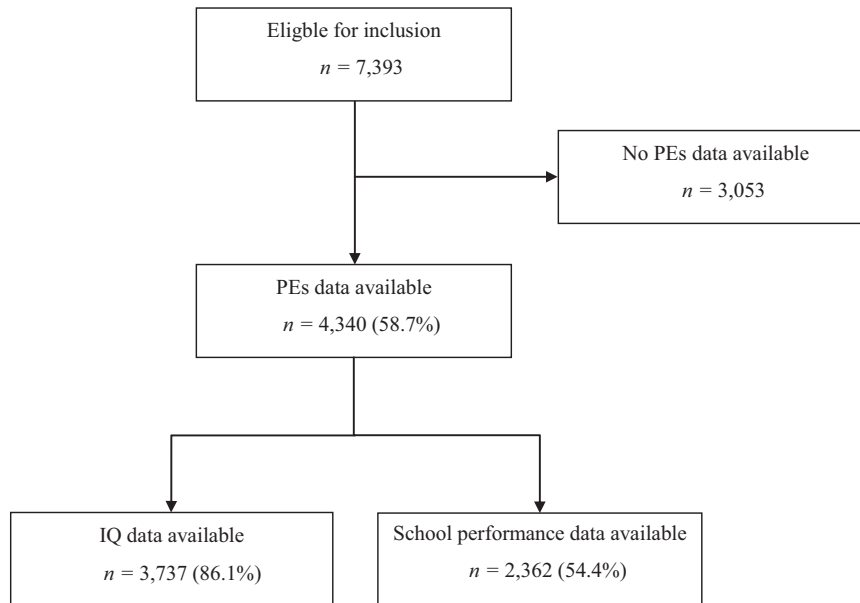 Eligble for inclusion
n = 7,393
No PEs data available
n = 3,053
PEs data available
n = 4,340 (58.7%)
IQ data available
n = 3,737 (86.1%)
School performance data available
n = 2,362 (54.4%)